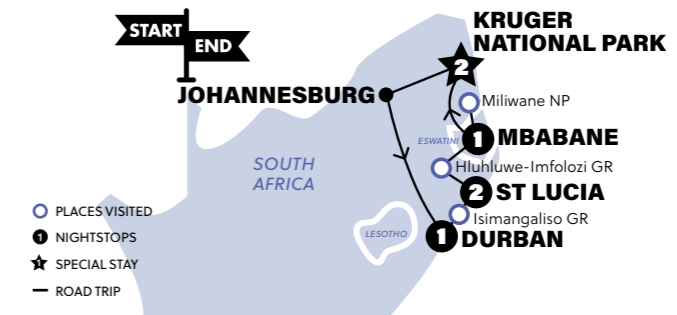 START
END
KRUGER
NATIONAL PARK
2
JOHANNESBURG
Miliwane NP
ESWATINI
1 MBABANE
SOUTH
AFRICA
Hluhluwe-Imfolozi GR
2 ST LUCIA
PLACES VISITED
Isimangaliso GR
LESOTHO
1 NIGHTSTOPS
1 DURBAN
1 SPECIAL STAY
ROAD TRIP